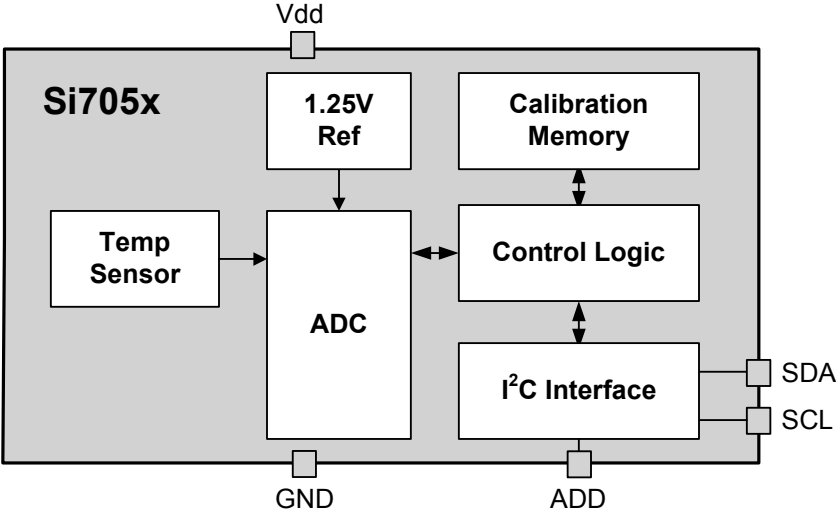 Vdd
Si705x
1.25V
Ref
Calibration
Memory
Temp
Sensor
ADC
Control Logic
I²C Interface
SDA
SCL
GND
ADD